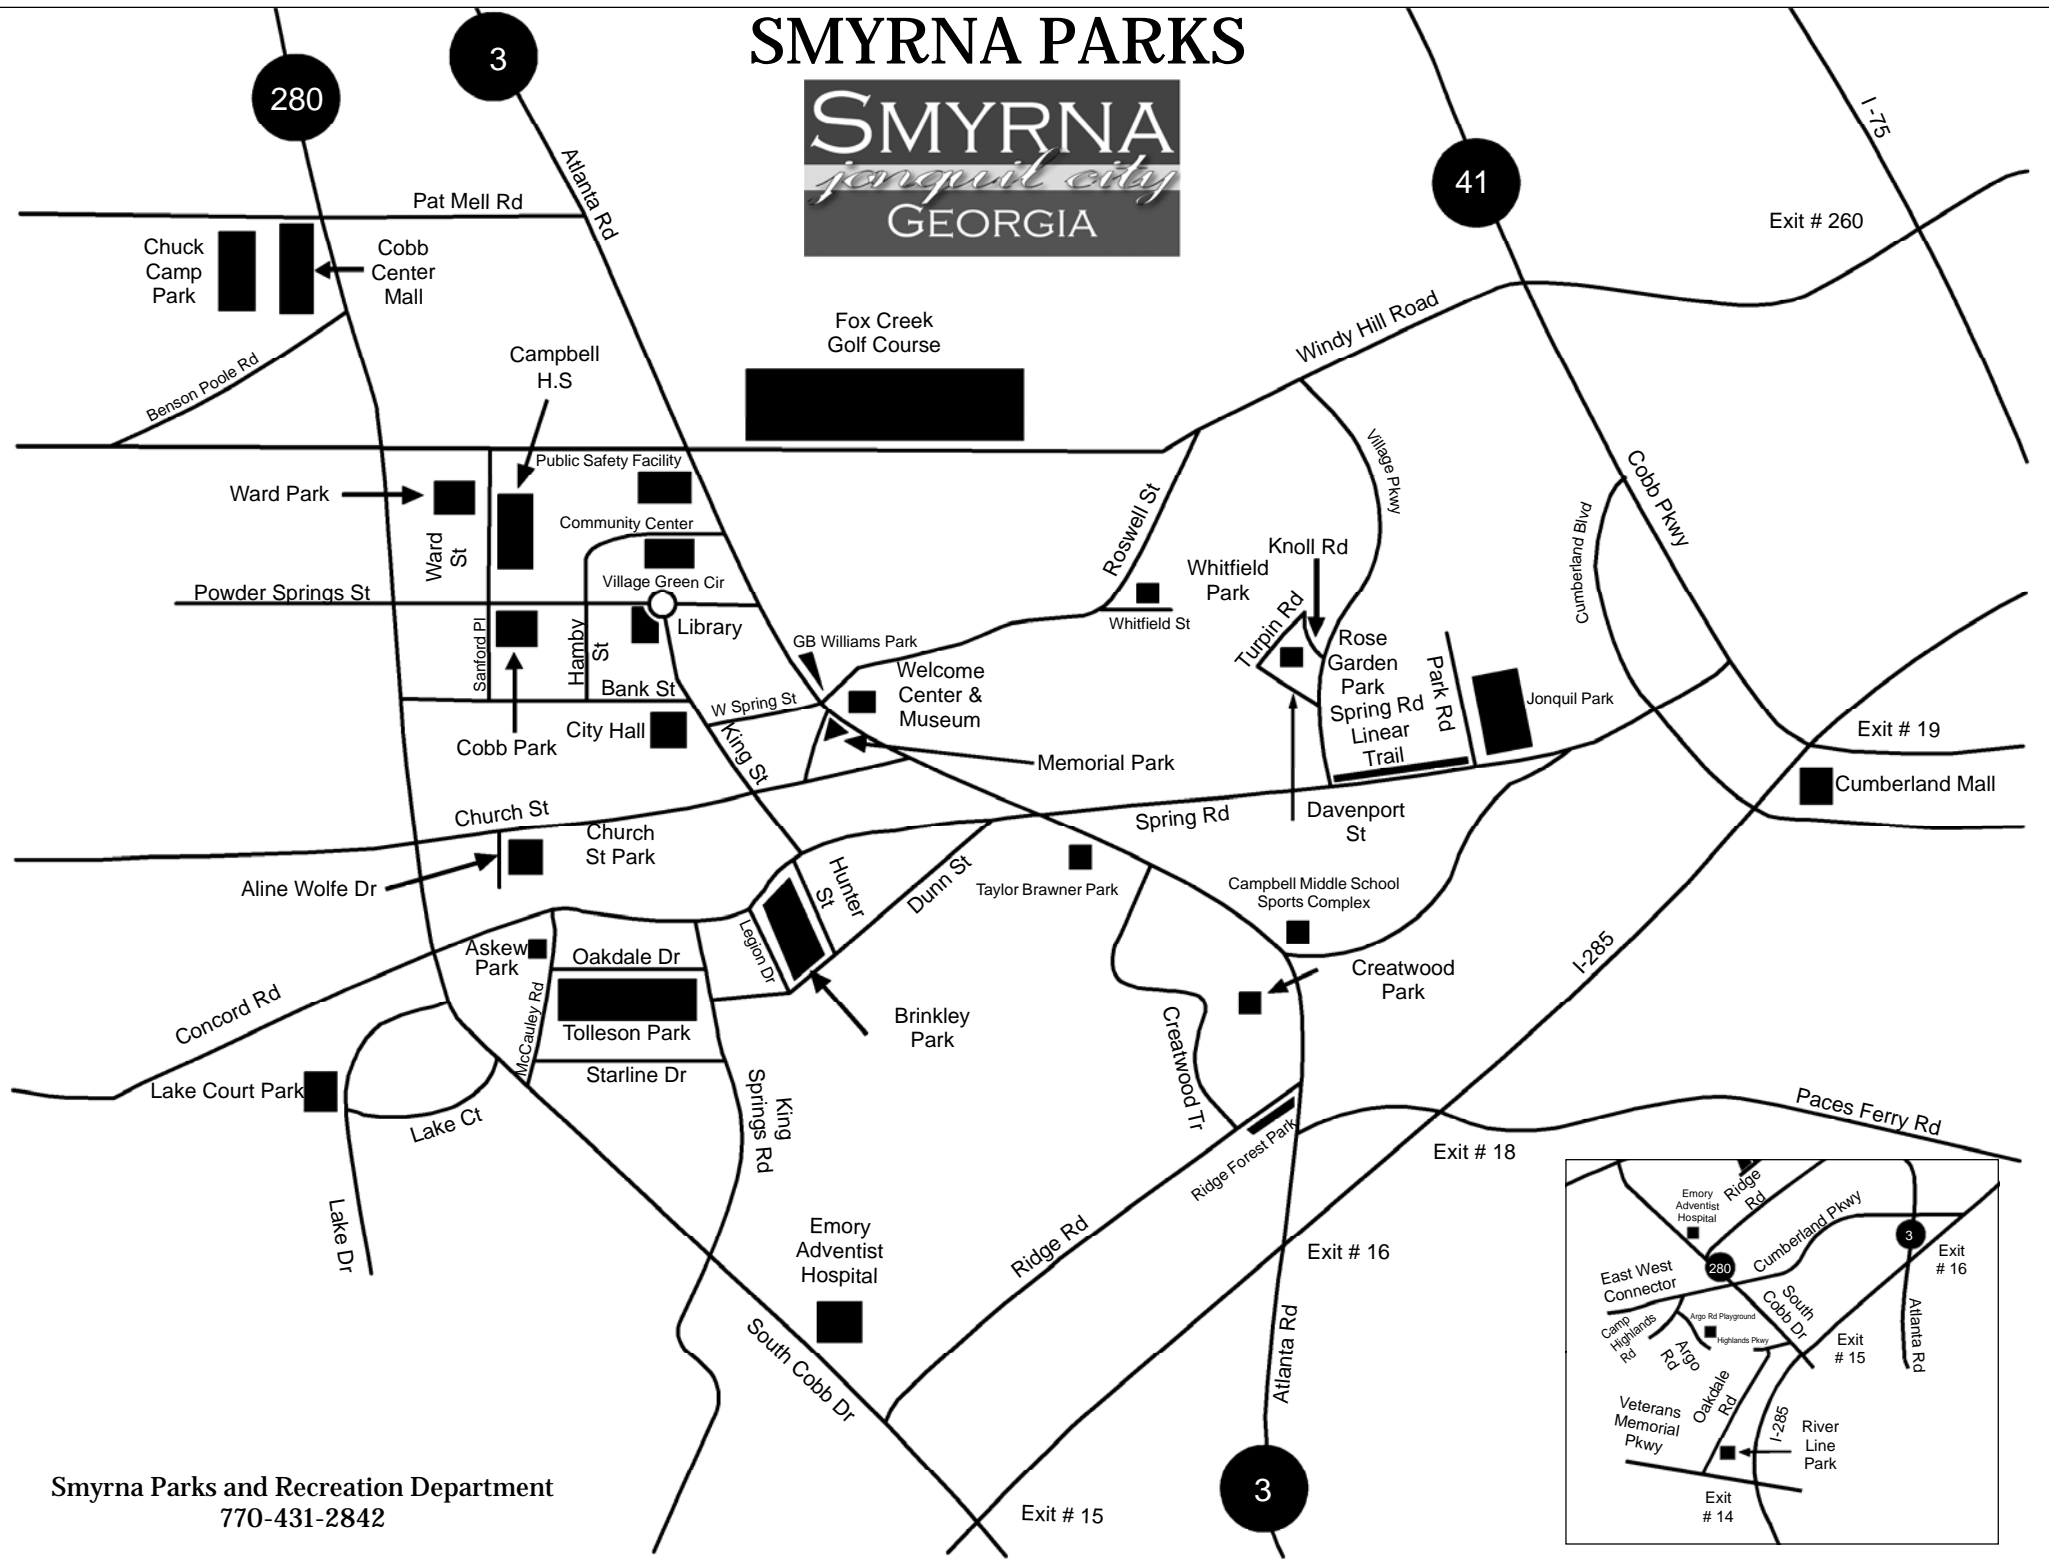 SMYRNA PARKS
SMYRNA
jonquil city
GEORGIA
280
3
41
I -75
Atlanta Rd
Pat Mell Rd
Exit # 260
Chuck
Camp
Park
Cobb
Center
Mall
Fox Creek
Golf Course
Windy Hill Road
Benson Poole Rd
Campbell
H.S
Village Pkwy
Cobb Pkwy
Public Safety Facility
Ward Park
Roswell St
Cumberland Blvd
Community Center
Ward
St
Knoll Rd
Whitfield
Park
Village Green Cir
Powder Springs St
Library
Whitfield St
Turpin Rd
Sanford Pl
Hamby
St
GB Williams Park
Rose
Garden
Park
Park Rd
Welcome
Center &
Museum
Bank St
W Spring St
Jonquil Park
Spring Rd
Linear
Trail
City Hall
Cobb Park
King St
Exit # 19
Memorial Park
Cumberland Mall
Church St
Spring Rd
Davenport
St
Church
St Park
Aline Wolfe Dr
Hunter
St
Dunn St
Taylor Brawner Park
Campbell Middle School
Sports Complex
Askew
Park
Oakdale Dr
Legion Dr
I-285
Creatwood
Park
Concord Rd
McCauley Rd
Tolleson Park
Brinkley
Park
Creatwood Tr
Lake Court Park
Starline Dr
King
Springs Rd
Lake Ct
Paces Ferry Rd
Ridge Forest Park
Exit # 18
Lake Dr
Emory
Adventist
Hospital
Ridge Rd
Exit # 16
South Cobb Dr
Atlanta Rd
3
Exit # 15
Emory
Adventist
Hospital
Ridge
Rd
Cumberland Pkwy
3
Exit
# 16
280
East West
Connector
South
Cobb Dr
Atlanta Rd
Argo Rd Playground
Camp
Highlands
Rd
Highlands Pkwy
Argo
Rd
Exit
# 15
Oakdale
Rd
Veterans
Memorial
Pkwy
I-285
River
Line
Park
Exit
# 14
Smyrna Parks and Recreation Department
770-431-2842